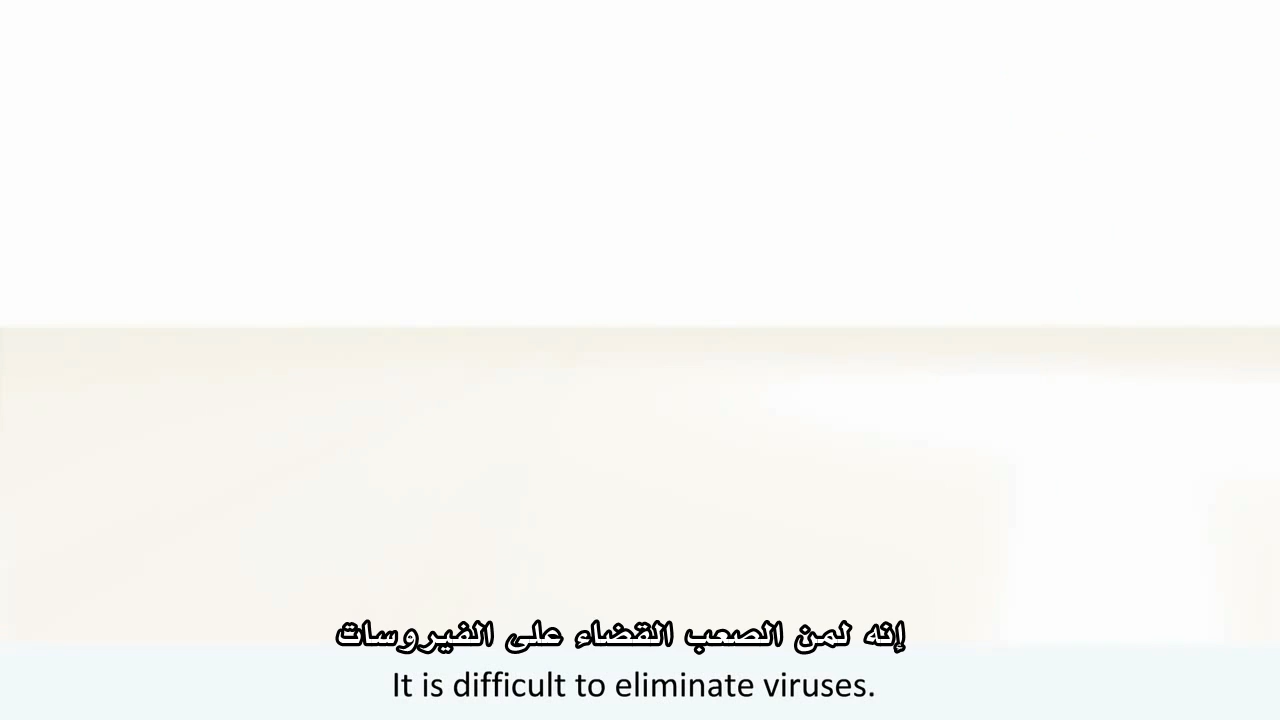 إنه لمن الصعب القضاء على الفيروسات
It is difficult to eliminate viruses.